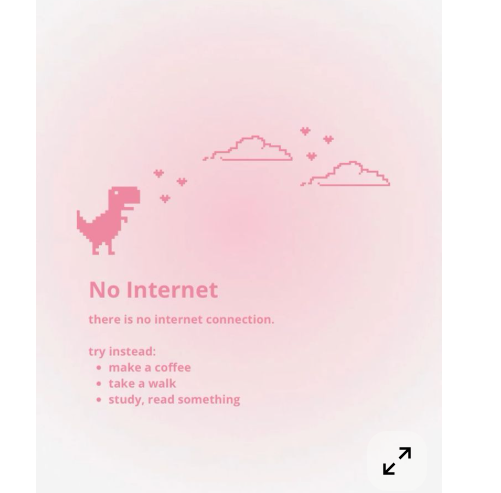 No Internet
there is no internet connection.
try instead:
• make a coffee
• take a walk
• study, read something